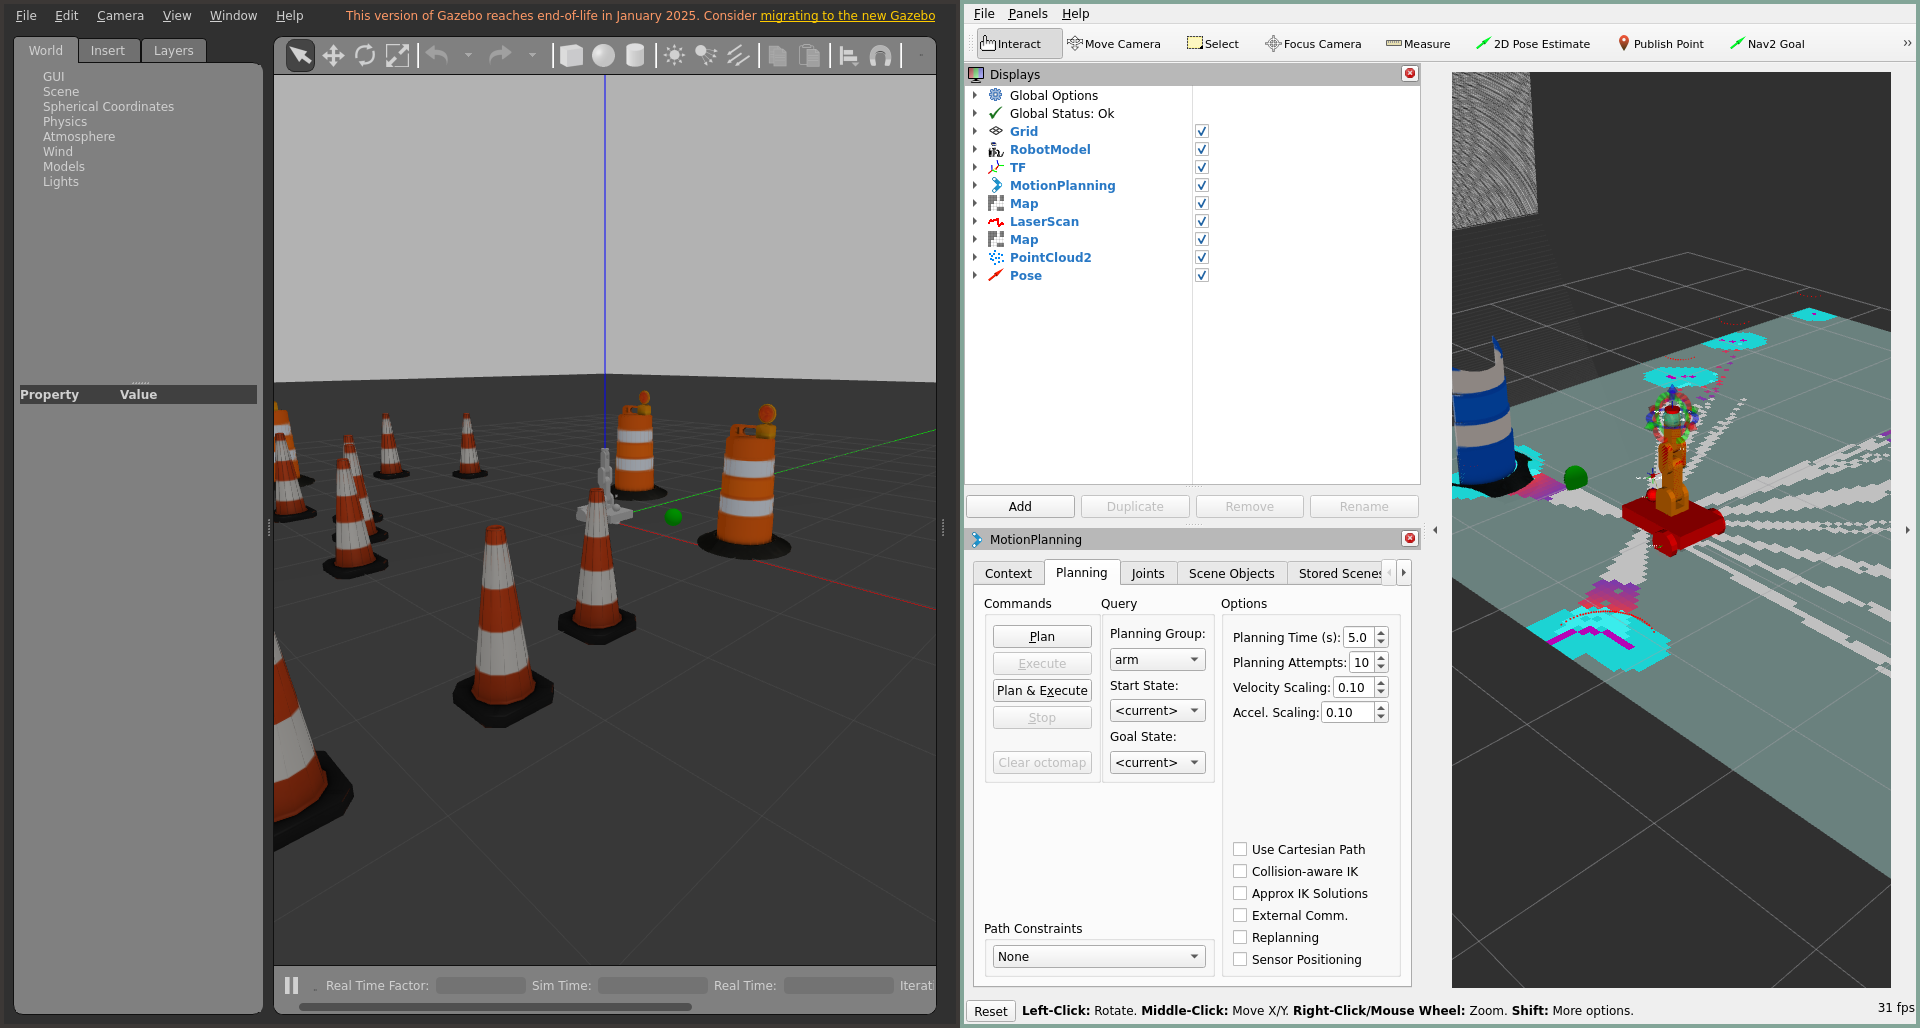 File Edit Camera View Window Help This version of Gazebo reaches end-of-life in January 2025. Consider migrating to the new Gazebo
World Insert Layers
GUI
Scene
Spherical Coordinates
Physics
Atmosphere
Wind
Models
Lights
Property Value
Real Time Factor: Sim Time: Real Time: Iterat
File Panels Help
Interact Move Camera Select Focus Camera Measure 2D Pose Estimate Publish Point Nav2 Goal
Displays
Global Options
Global Status: Ok
Grid
RobotModel
TF
MotionPlanning
Map
LaserScan
Map
PointCloud2
Pose
Add Duplicate Remove Rename
MotionPlanning
Context Planning Joints Scene Objects Stored Scenes
Commands Query Options
Plan
Execute
Plan & Execute
Stop
Clear octomap
Planning Group:
arm
Start State:
<current>
Goal State:
<current>
Planning Time (s): 5.0
Planning Attempts: 10
Velocity Scaling: 0.10
Accel. Scaling: 0.10
Use Cartesian Path
Collision-aware IK
Approx IK Solutions
External Comm.
Replanning
Sensor Positioning
Path Constraints
None
Reset Left-Click: Rotate. Middle-Click: Move X/Y. Right-Click/Mouse Wheel: Zoom. Shift: More options. 31 fps